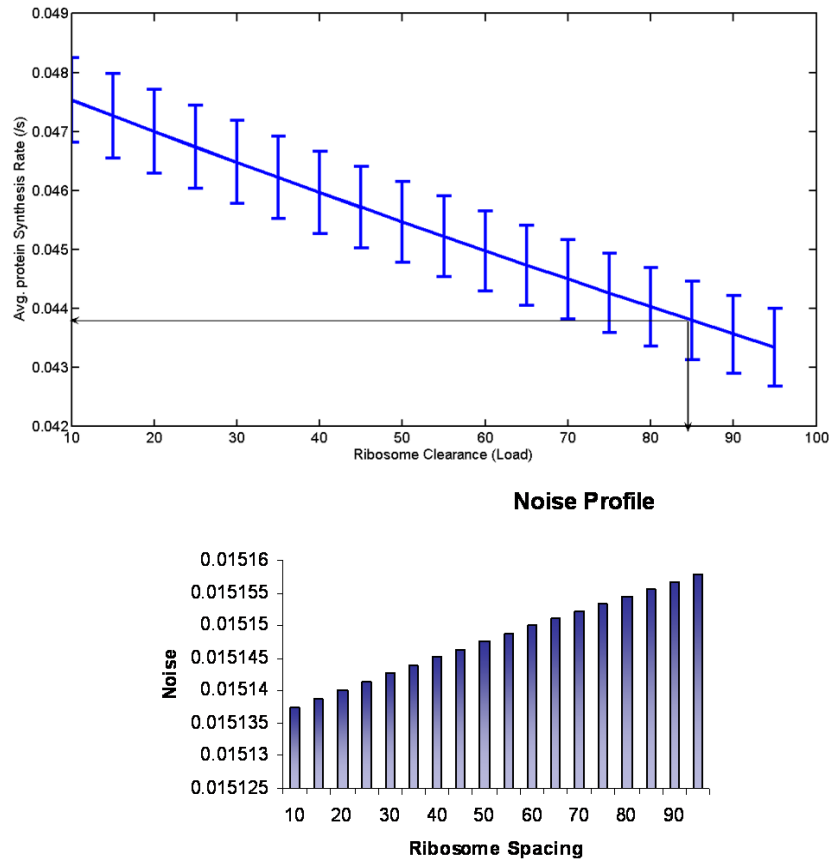 0.049
0.048
0.047
0.046
0.045
0.044
0.043
0.042
Avg. protein Synthesis Rate (/s)
10 20 30 40 50 60 70 80 90 100
Ribosome Clearance (Load)
Noise Profile
0.01516
0.015155
0.01515
0.015145
0.01514
0.015135
0.01513
0.015125
Noise
10 20 30 40 50 60 70 80 90
Ribosome Spacing